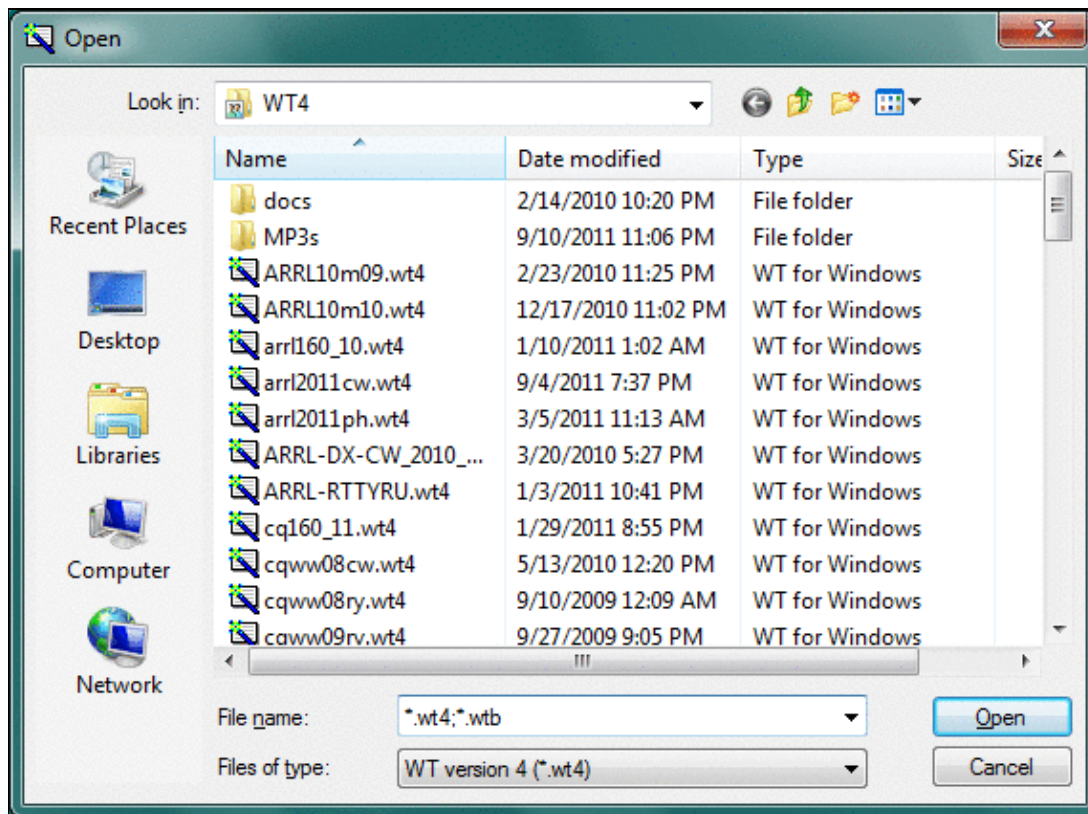 Open
Look in: WT4
Name Date modified Type Size
docs 2/14/2010 10:20 PM File folder
MP3s 9/10/2011 11:06 PM File folder
ARRL10m09.wt4 2/23/2010 11:25 PM WT for Windows
ARRL10m10.wt4 12/17/2010 11:02 PM WT for Windows
arrl160_10.wt4 1/10/2011 1:02 AM WT for Windows
arrl2011cw.wt4 9/4/2011 7:37 PM WT for Windows
arrl2011ph.wt4 3/5/2011 11:13 AM WT for Windows
ARRL-DX-CW_2010_... 3/20/2010 5:27 PM WT for Windows
ARRL-RTTYRU.wt4 1/3/2011 10:41 PM WT for Windows
cq160_11.wt4 1/29/2011 8:55 PM WT for Windows
cqww08cw.wt4 5/13/2010 12:20 PM WT for Windows
cqww08ry.wt4 9/10/2009 12:09 AM WT for Windows
cqww09ry.wt4 9/27/2009 9:05 PM WT for Windows
Recent Places
Desktop
Libraries
Computer
Network
File name: *.wt4;*.wtb Open
Files of type: WT version 4 (*.wt4) Cancel